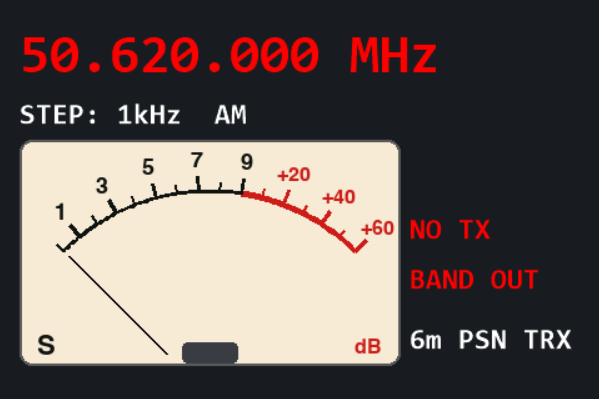 50.620.000 MHz
STEP: 1kHz AM
1 3 5 7 9 +20 +40 +60
NO TX
BAND OUT
S dB
6m PSN TRX